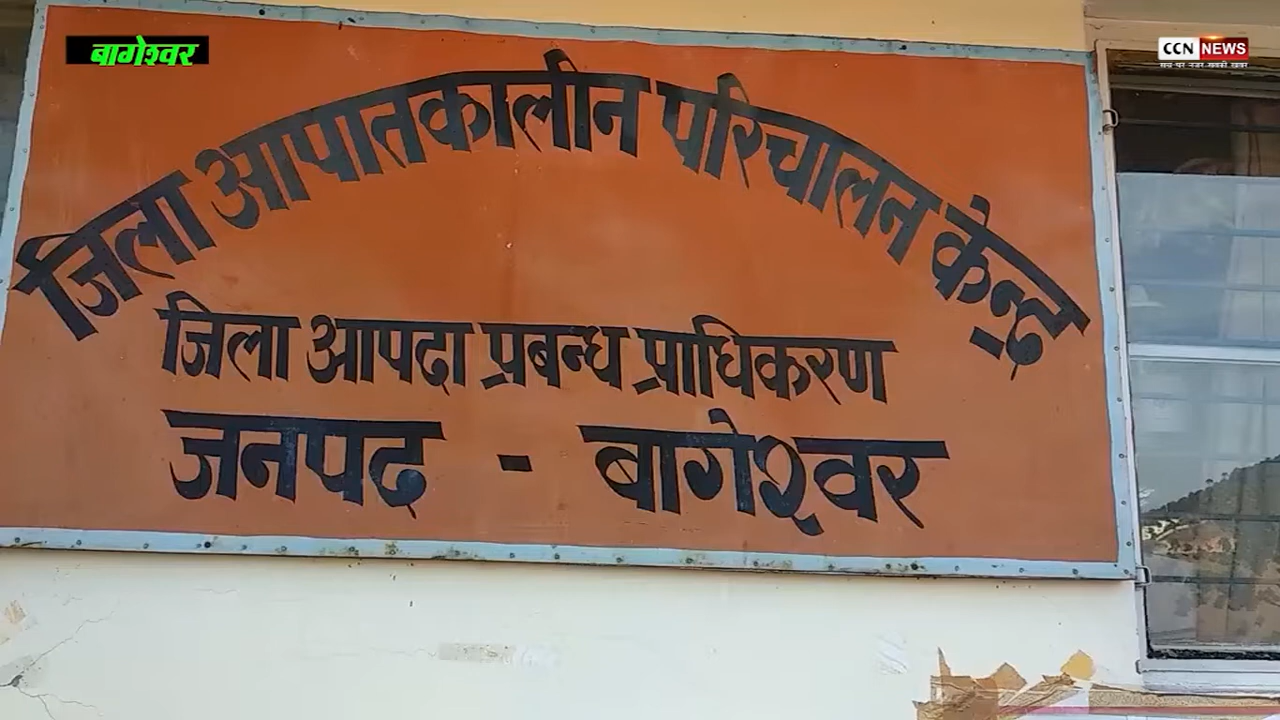 बागेश्वर
CCN NEWS
जिला आपातकालीन परिचालन केन्द्र
जिला आपदा प्रबन्ध प्राधिकरण
जनपद - बागेश्वर